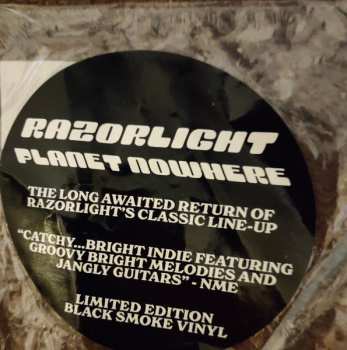 RAZORLIGHT
PLANET NOWHERE
THE LONG AWAITED RETURN OF
RAZORLIGHT'S CLASSIC LINE-UP
"CATCHY...BRIGHT INDIE FEATURING
GROOVY BRIGHT MELODIES AND
JANGLY GUITARS" - NME
LIMITED EDITION
BLACK SMOKE VINYL